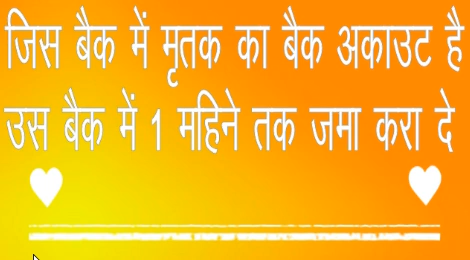 जिस बैक में मृतक का बैक अकाउट है
उस बैक में 1 महिने तक जमा करा दे